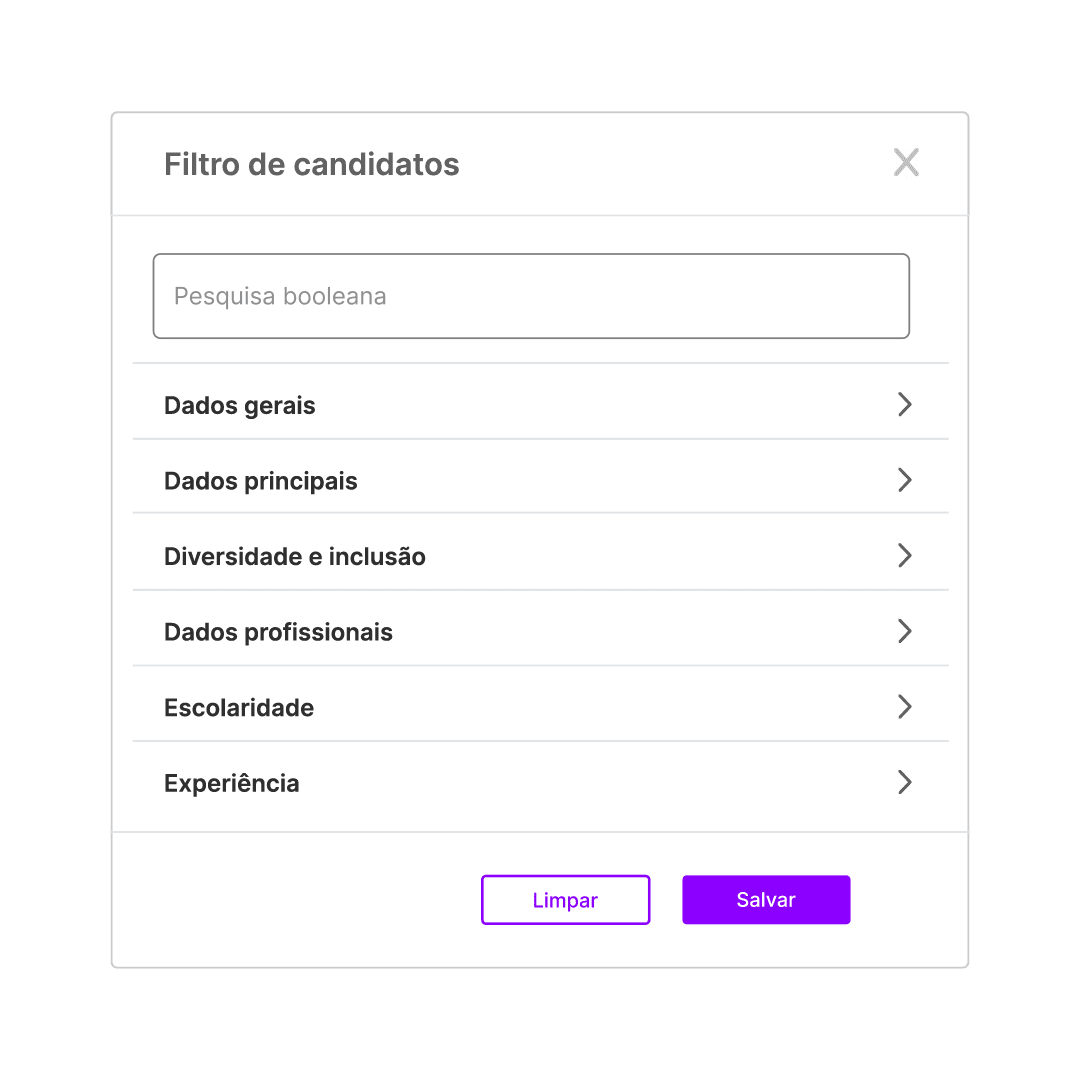 Filtro de candidatos
Pesquisa booleana
Dados gerais
Dados principais
Diversidade e inclusão
Dados profissionais
Escolaridade
Experiência
Limpar
Salvar